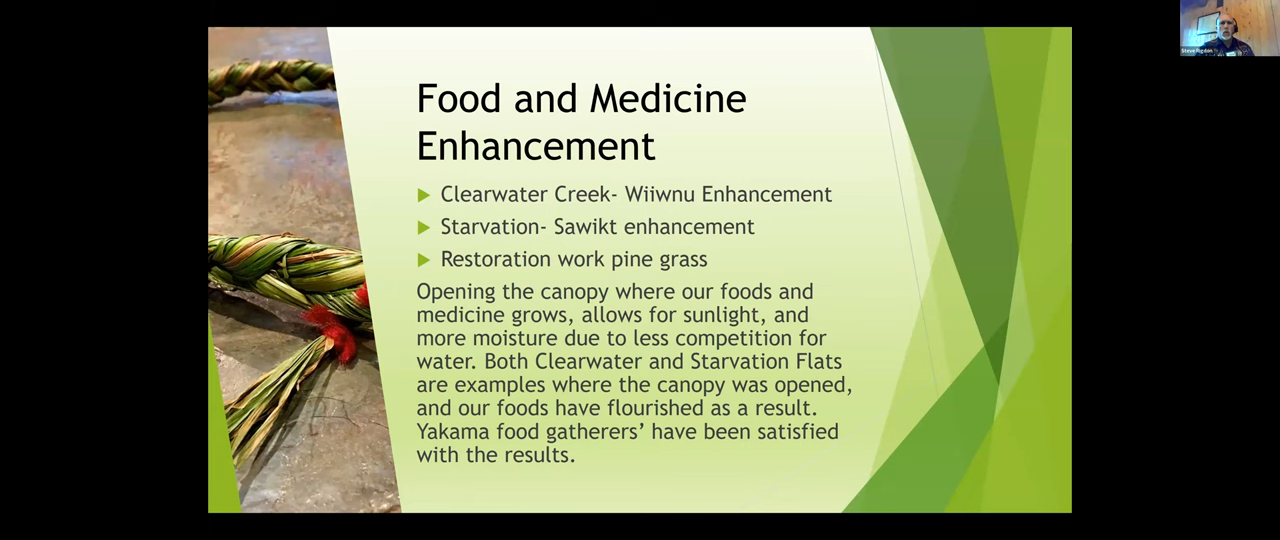 Food and Medicine
Enhancement
Clearwater Creek- Wiiwnu Enhancement
Starvation- Sawikt enhancement
Restoration work pine grass
Opening the canopy where our foods and
medicine grows, allows for sunlight, and
more moisture due to less competition for
water. Both Clearwater and Starvation Flats
are examples where the canopy was opened,
and our foods have flourished as a result.
Yakama food gatherers’ have been satisfied
with the results.
Steve Rigdon